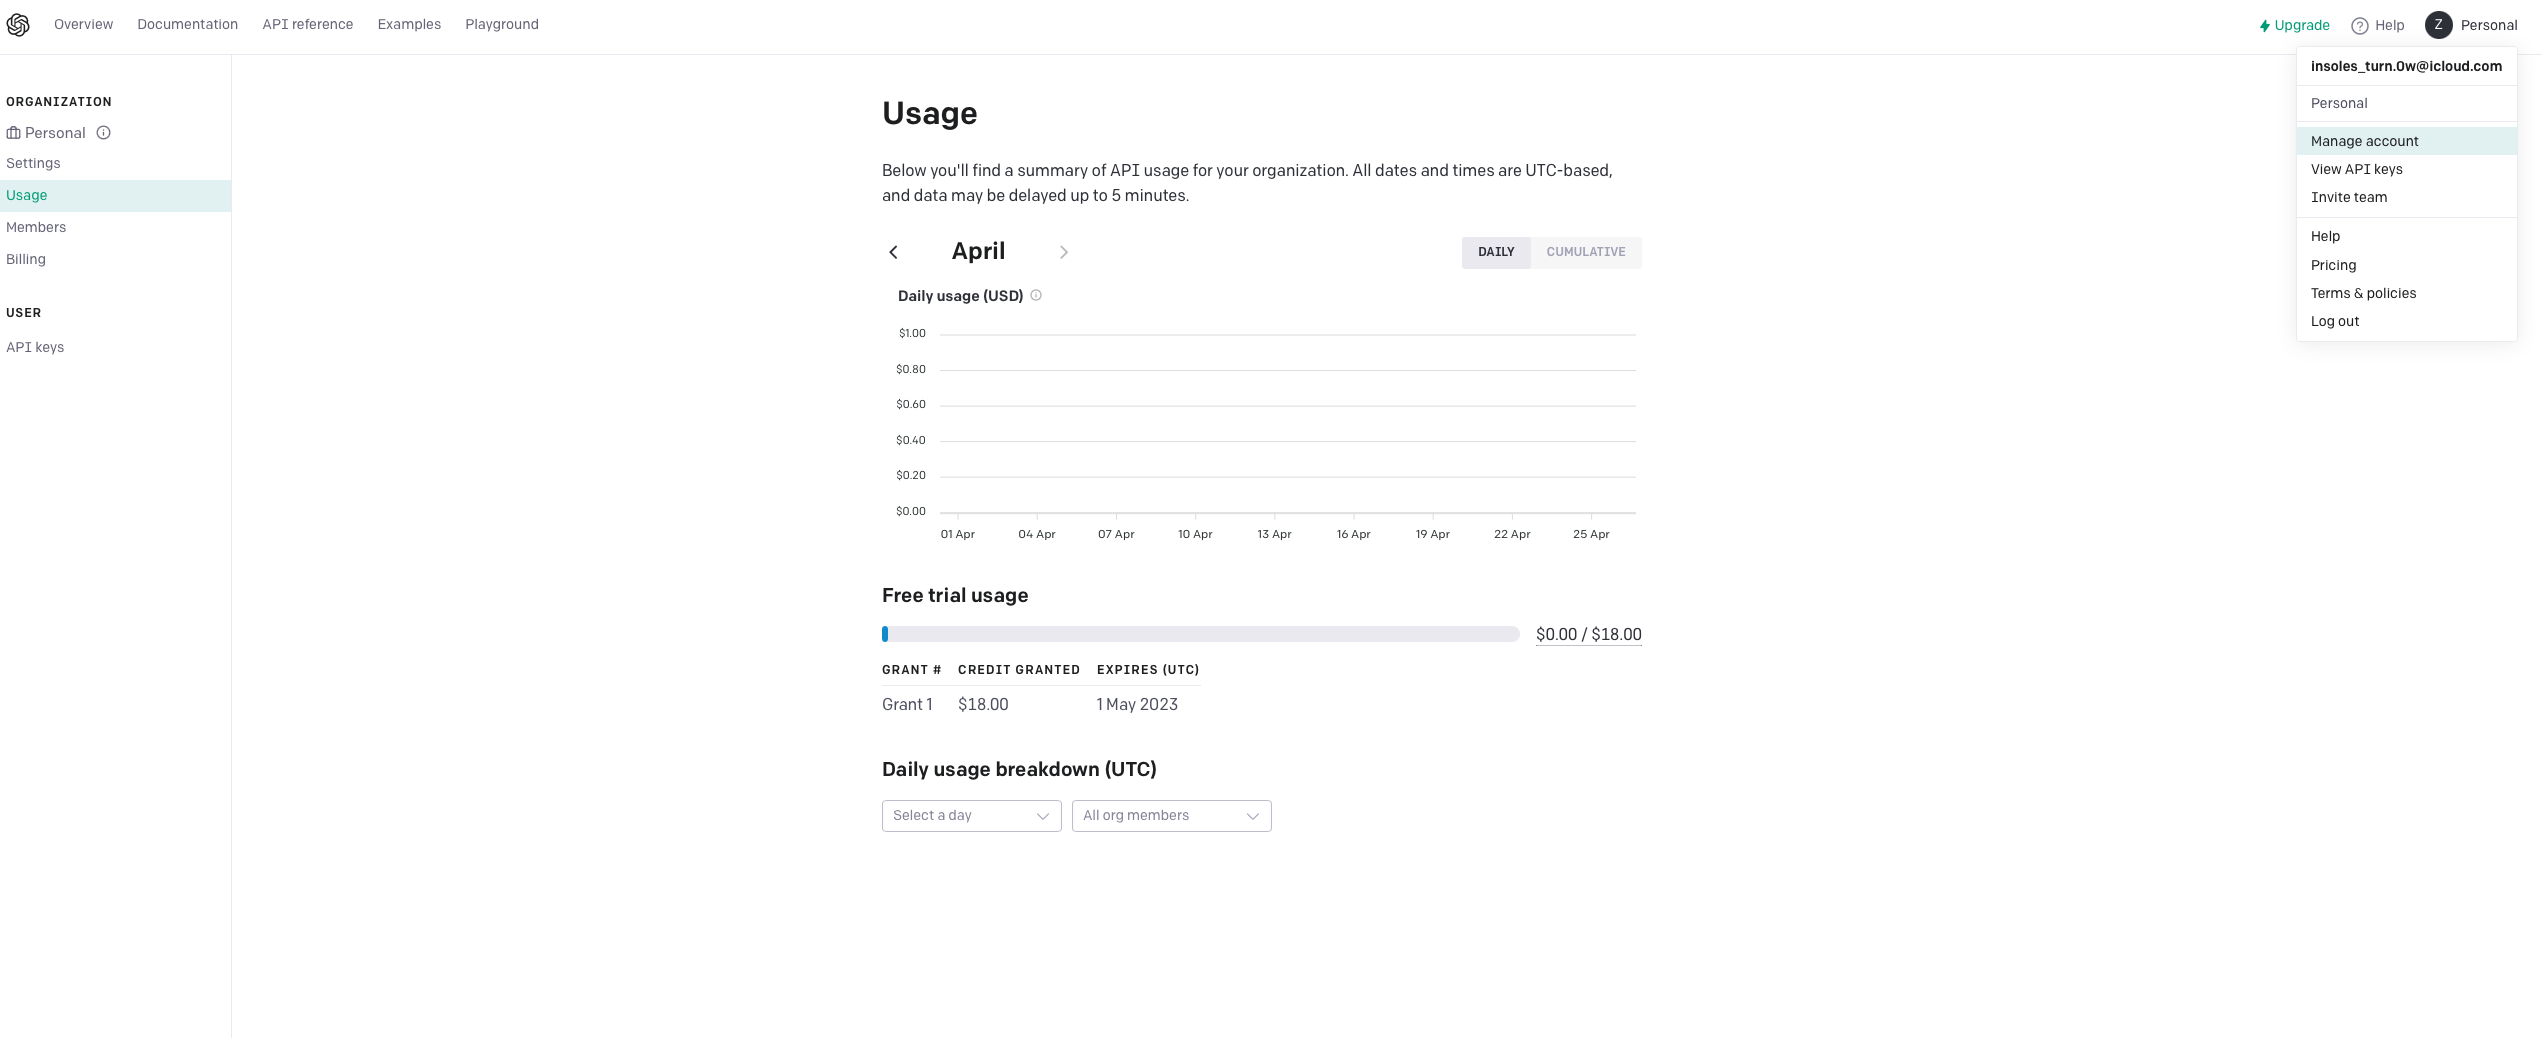 Overview Documentation API reference Examples Playground Upgrade Help Z Personal
insoles_turn.0w@icloud.com
Personal
Manage account
View API keys
Invite team
Help
Pricing
Terms & policies
Log out
ORGANIZATION
Personal
Settings
Usage
Members
Billing
USER
API keys
Usage
Below you'll find a summary of API usage for your organization. All dates and times are UTC-based,
and data may be delayed up to 5 minutes.
April DAILY CUMULATIVE
Daily usage (USD)
$1.00
$0.80
$0.60
$0.40
$0.20
$0.00
01 Apr 04 Apr 07 Apr 10 Apr 13 Apr 16 Apr 19 Apr 22 Apr 25 Apr
Free trial usage
$0.00 / $18.00
GRANT # CREDIT GRANTED EXPIRES (UTC)
Grant 1 $18.00 1 May 2023
Daily usage breakdown (UTC)
Select a day All org members